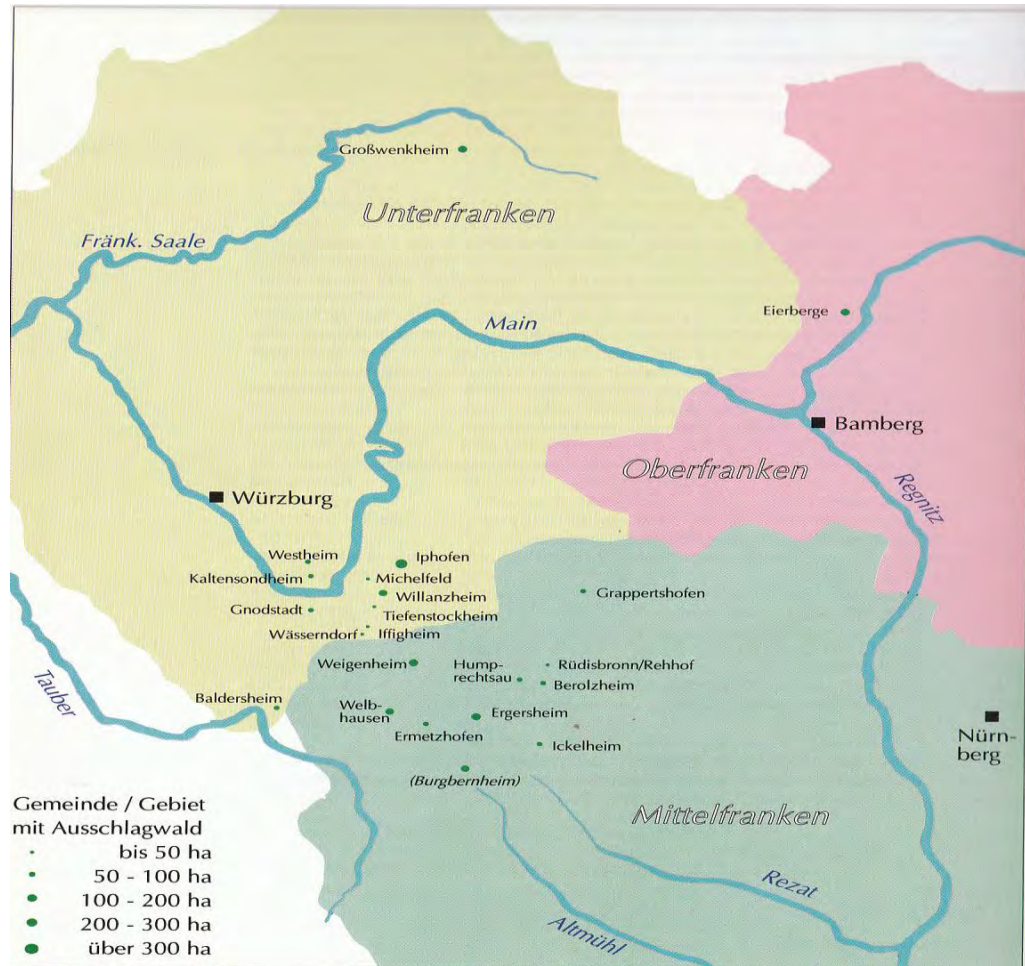 Großwenkheim
Unterfranken
Fränk. Saale
Main
Eierberge
Bamberg
Oberfranken
Regnitz
Würzburg
Westheim
Iphofen
Kaltensondheim
Michelfeld
Willanzheim
Grappertshofen
Gnodstadt
Tiefenstockheim
Wässerndorf
Iffigheim
Weigenheim
Hump-
rechtsau
Rüdisbronn/Rehhof
Berolzheim
Tauber
Baldersheim
Welb-
hausen
Ergersheim
Ermetzhofen
Ickelheim
Nürn-
berg
(Burgbernheim)
Mittelfranken
Rezat
Altmühl
Gemeinde / Gebiet
mit Ausschlagwald
bis 50 ha
50 - 100 ha
100 - 200 ha
200 - 300 ha
über 300 ha